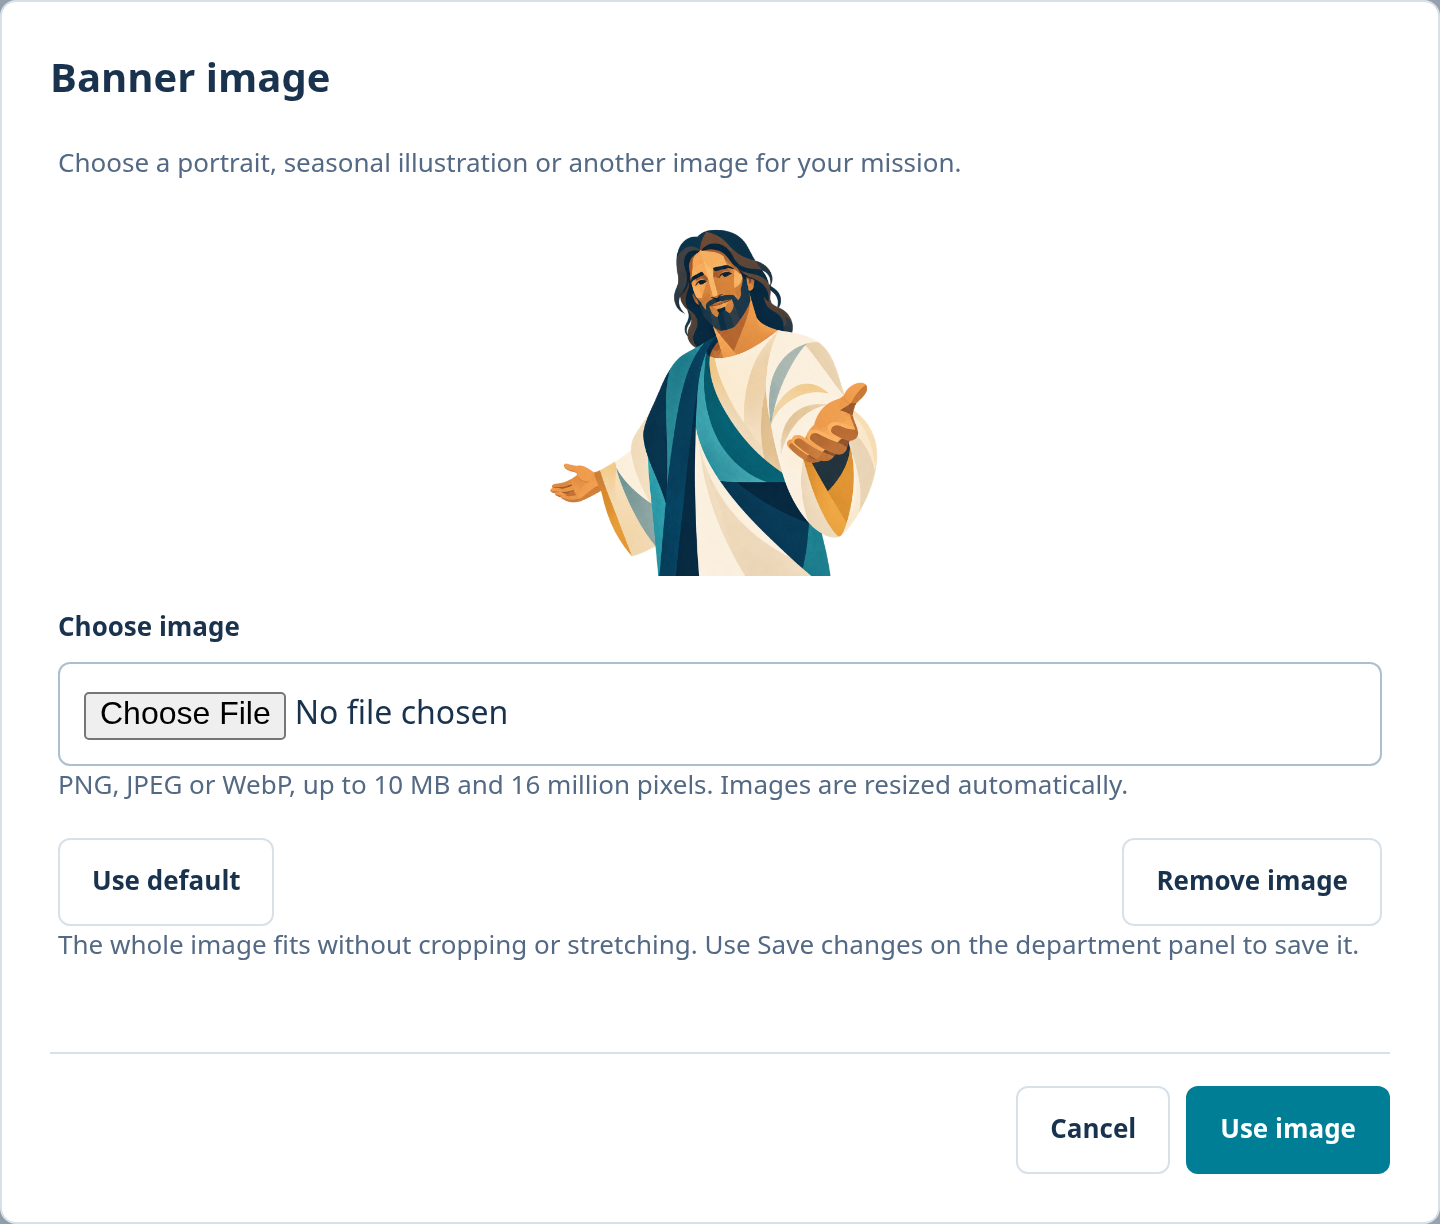 Banner image
Choose a portrait, seasonal illustration or another image for your mission.
Choose image
Choose File No file chosen
PNG, JPEG or WebP, up to 10 MB and 16 million pixels. Images are resized automatically.
Use default
Remove image
The whole image fits without cropping or stretching. Use Save changes on the department panel to save it.
Cancel
Use image